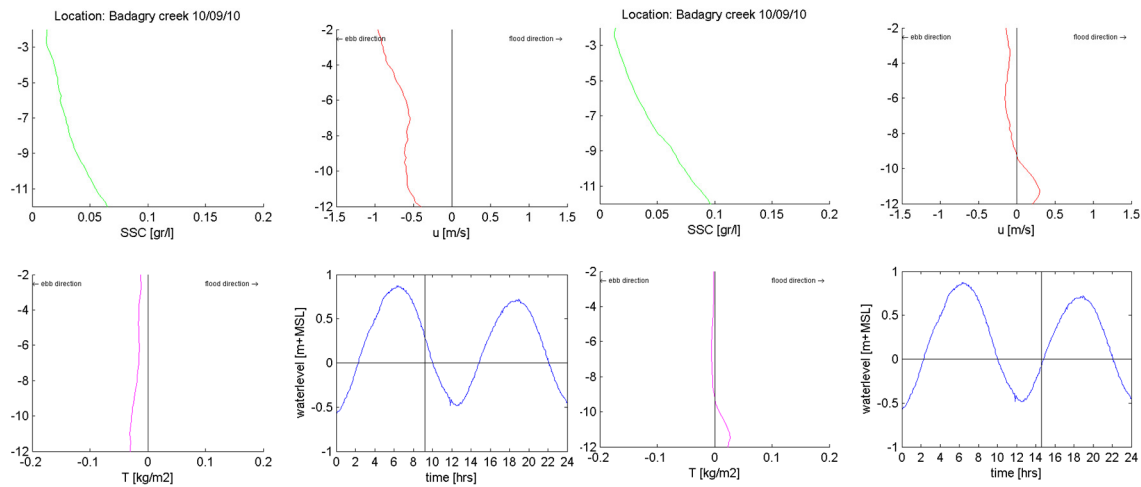 Location: Badagry creek 10/09/10
-3
-5
-7
-9
-11
0 0.05 0.1 0.15 0.2
SSC [gr/l]
-2
← ebb direction flood direction →
-4
-6
-8
-10
-12
-1.5 -1 -0.5 0 0.5 1 1.5
u [m/s]
Location: Badagry creek 10/09/10
-3
-5
-7
-9
-11
0 0.05 0.1 0.15 0.2
SSC [gr/l]
-2
← ebb direction flood direction →
-4
-6
-8
-10
-12
-1.5 -1 -0.5 0 0.5 1 1.5
u [m/s]
-2
← ebb direction flood direction →
-4
-6
-8
-10
-12
-0.2 -0.1 0 0.1 0.2
T [kg/m2]
1
0.5
0
-0.5
-1
waterlevel [m+MSL]
0 2 4 6 8 10 12 14 16 18 20 22 24
time [hrs]
-2
← ebb direction flood direction →
-4
-6
-8
-10
-12
-0.2 -0.1 0 0.1 0.2
T [kg/m2]
1
0.5
0
-0.5
-1
waterlevel [m+MSL]
0 2 4 6 8 10 12 14 16 18 20 22 24
time [hrs]